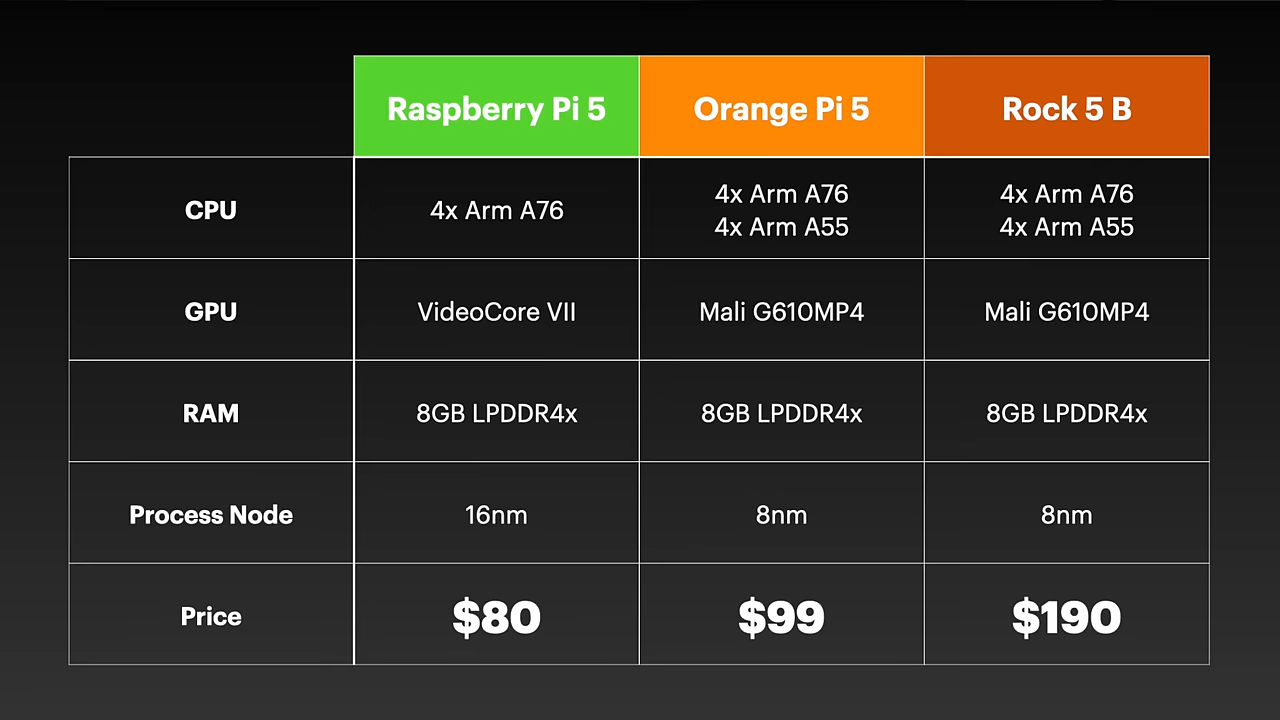 Raspberry Pi 5 Orange Pi 5 Rock 5 B
CPU 4x Arm A76 4x Arm A76 4x Arm A76
4x Arm A55 4x Arm A55
GPU VideoCore VII Mali G610MP4 Mali G610MP4
RAM 8GB LPDDR4x 8GB LPDDR4x 8GB LPDDR4x
Process Node 16nm 8nm 8nm
Price $80 $99 $190